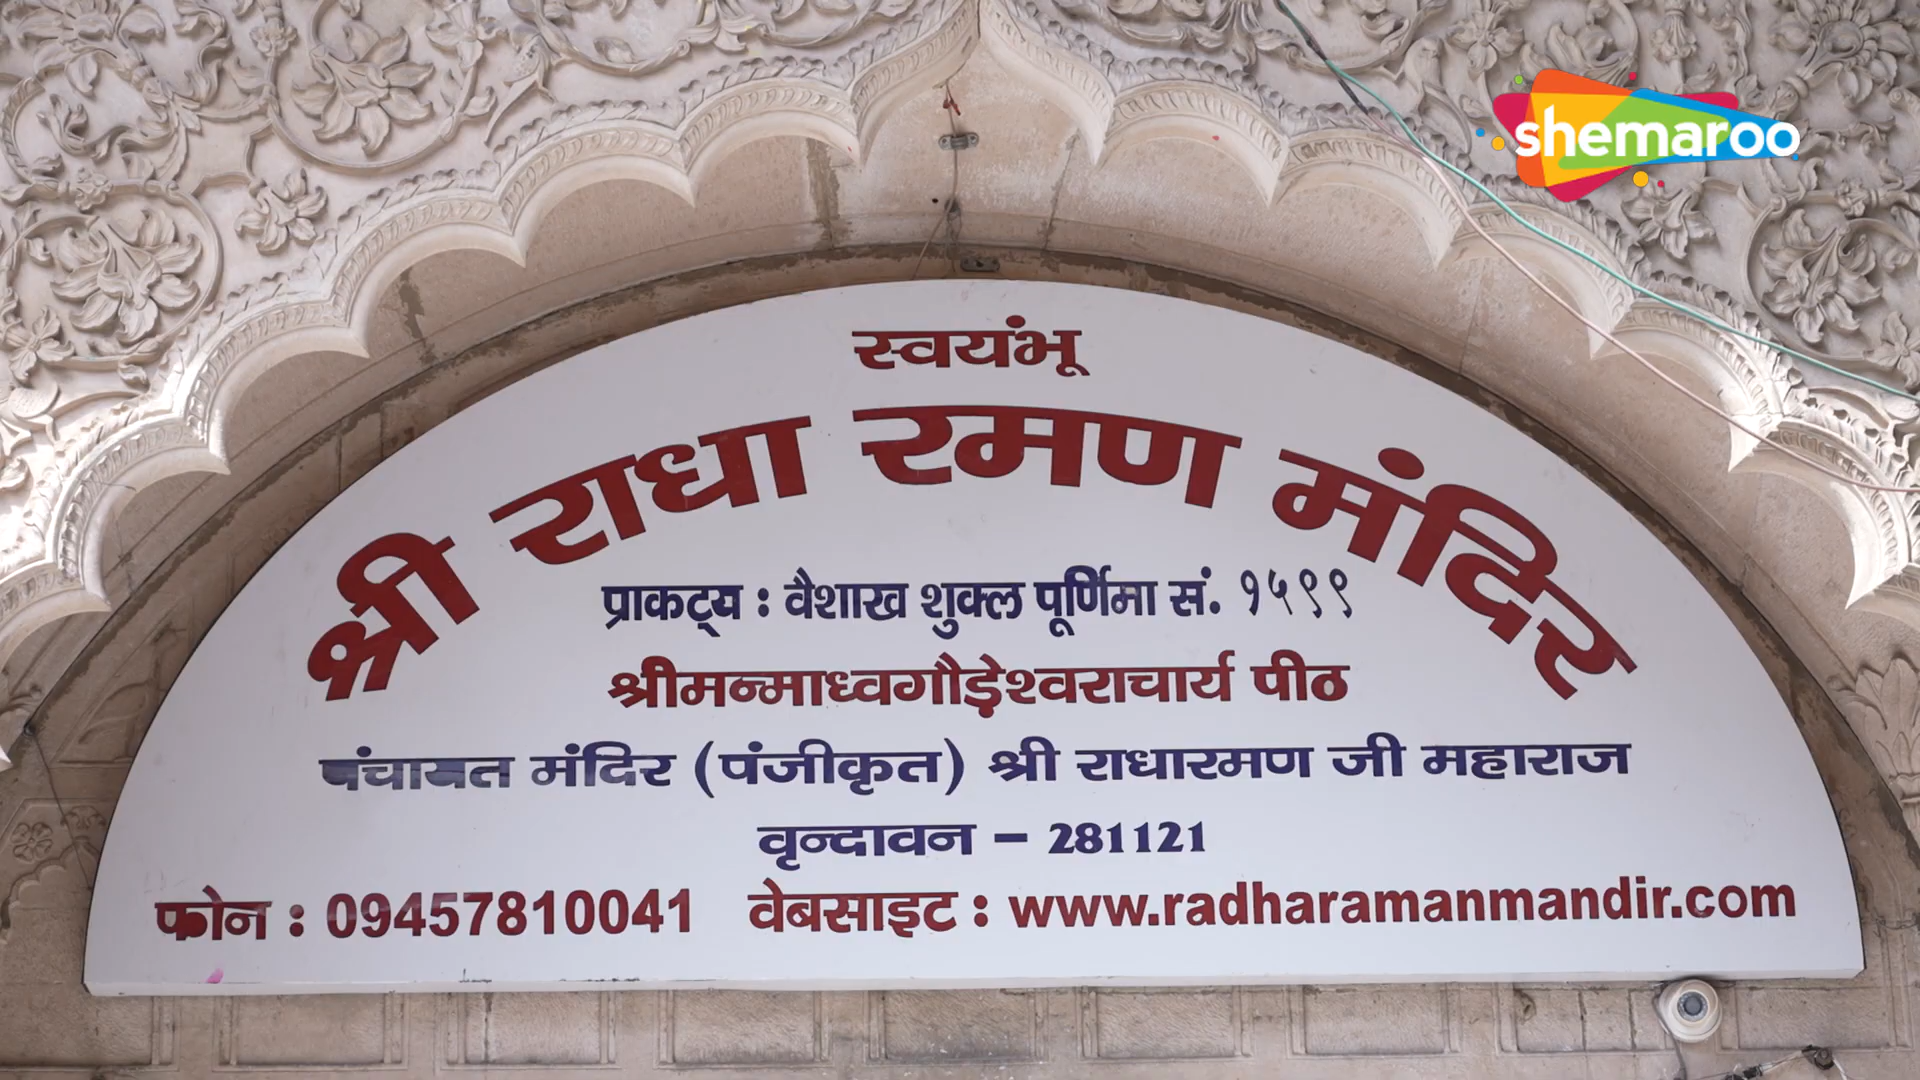 shemaroo
स्वयंभू
श्री राधा रमण मंदिर
प्राकट्य : वैशाख शुक्ल पूर्णिमा सं. १५९९
श्रीमन्माध्वगौड़ेश्वराचार्य पीठ
पंचायत मंदिर (पंजीकृत) श्री राधारमण जी महाराज
वृन्दावन - 281121
फोन : 09457810041 वेबसाइट : www.radharamanmandir.com